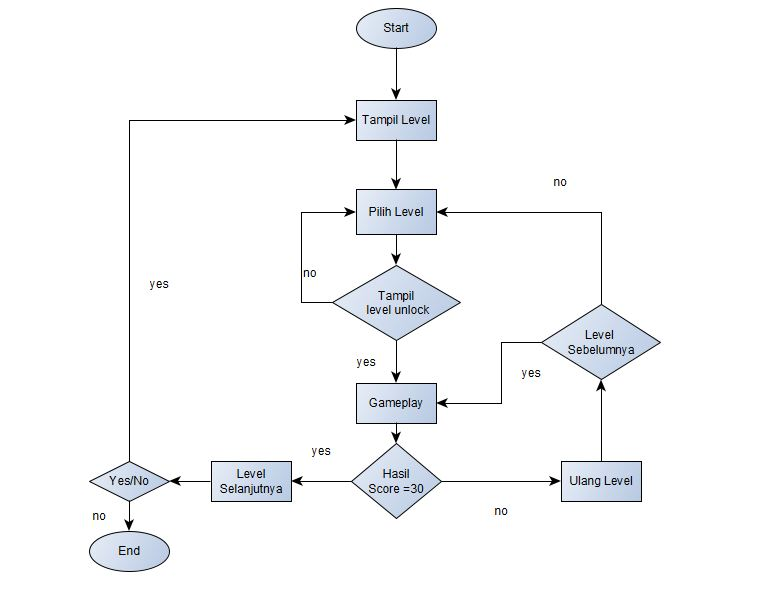 Start
Tampil Level
no
Pilih Level
no
yes
Tampil
level unlock
Level
Sebelumnya
yes
yes
Gameplay
yes
Hasil
Score =30
Level
Selanjutnya
Yes/No
Ulang Level
no
no
End